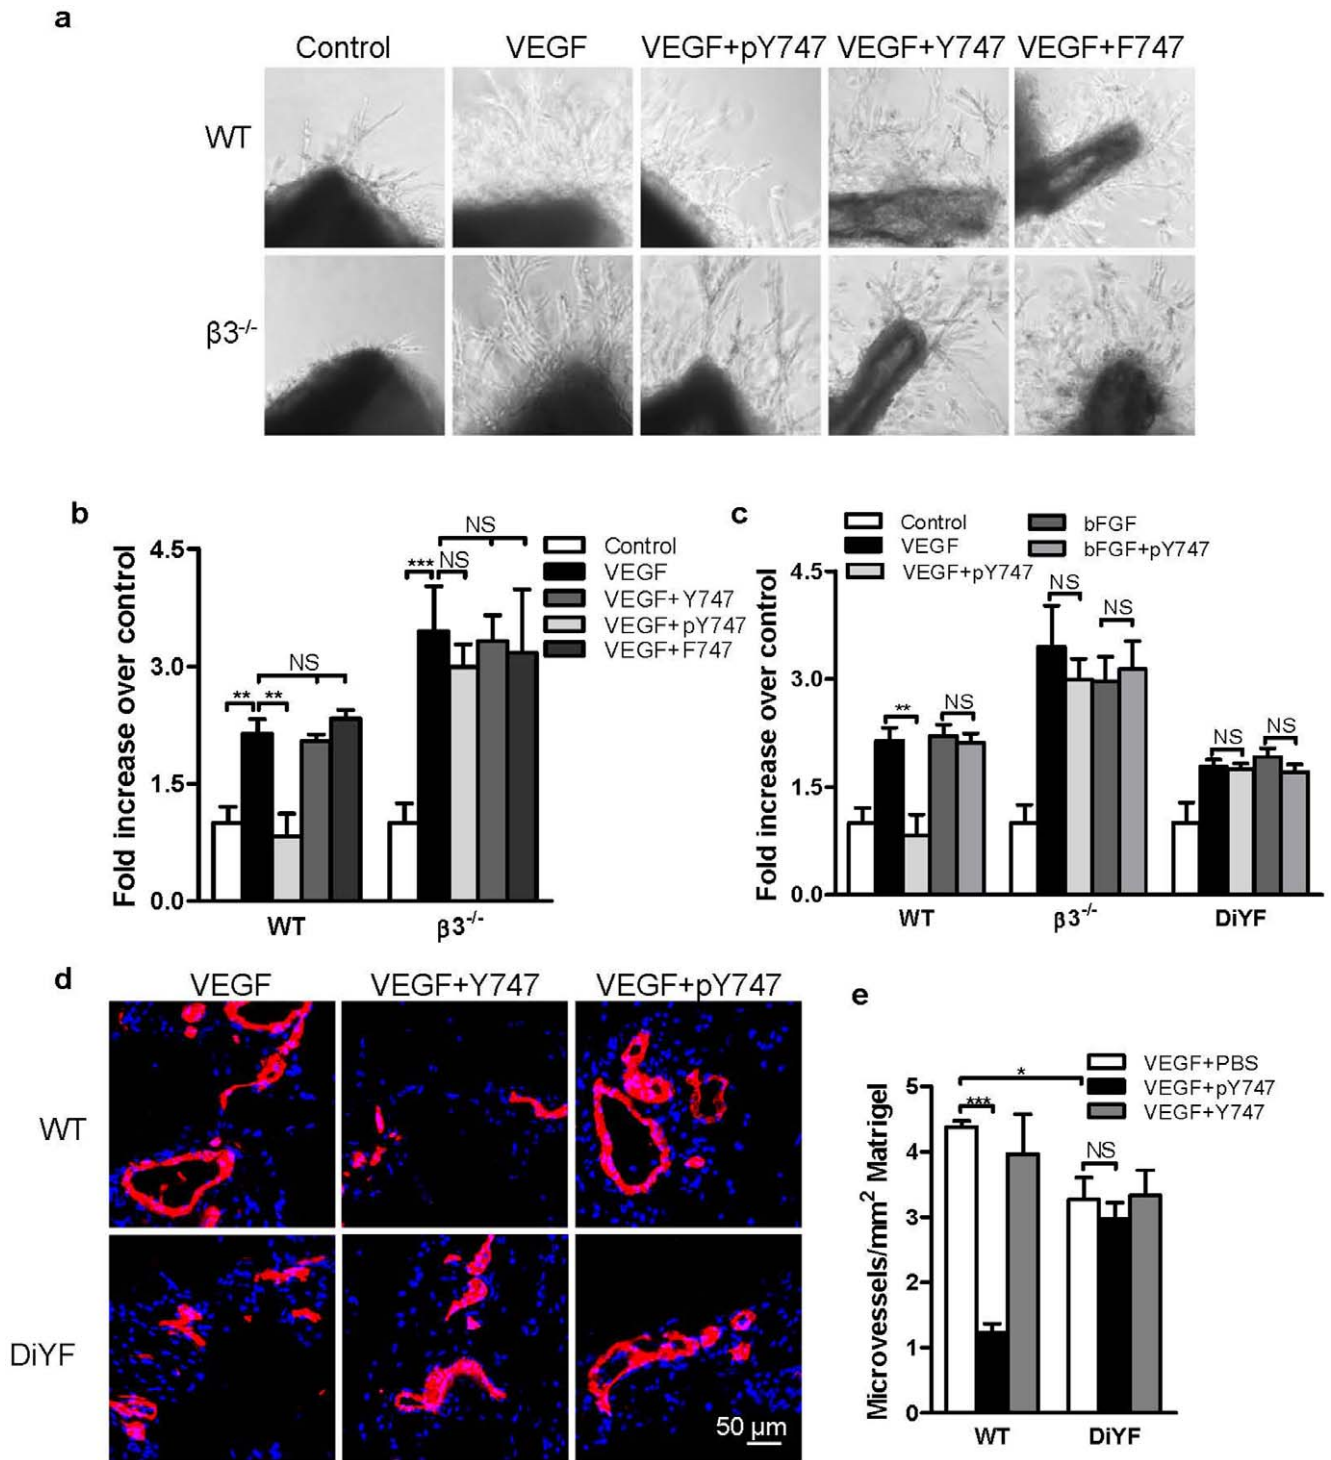 a
Control VEGF VEGF+pY747 VEGF+Y747 VEGF+F747
WT
β3-/-
b
Fold increase over control
4.5
3.0
1.5
0.0
** ** NS
*** NS NS
WT β3-/-
Control
VEGF
VEGF+Y747
VEGF+pY747
VEGF+F747
c
Control
VEGF
VEGF+pY747
bFGF
bFGF+pY747
Fold increase over control
4.5
3.0
1.5
0.0
** NS
NS NS
NS NS
WT β3-/- DiYF
d
VEGF VEGF+Y747 VEGF+pY747
WT
DiYF
50 µm
e
VEGF+PBS
VEGF+pY747
VEGF+Y747
Microvessels/mm2 Matrigel
5
4
3
2
1
0
*
*** NS
WT DiYF